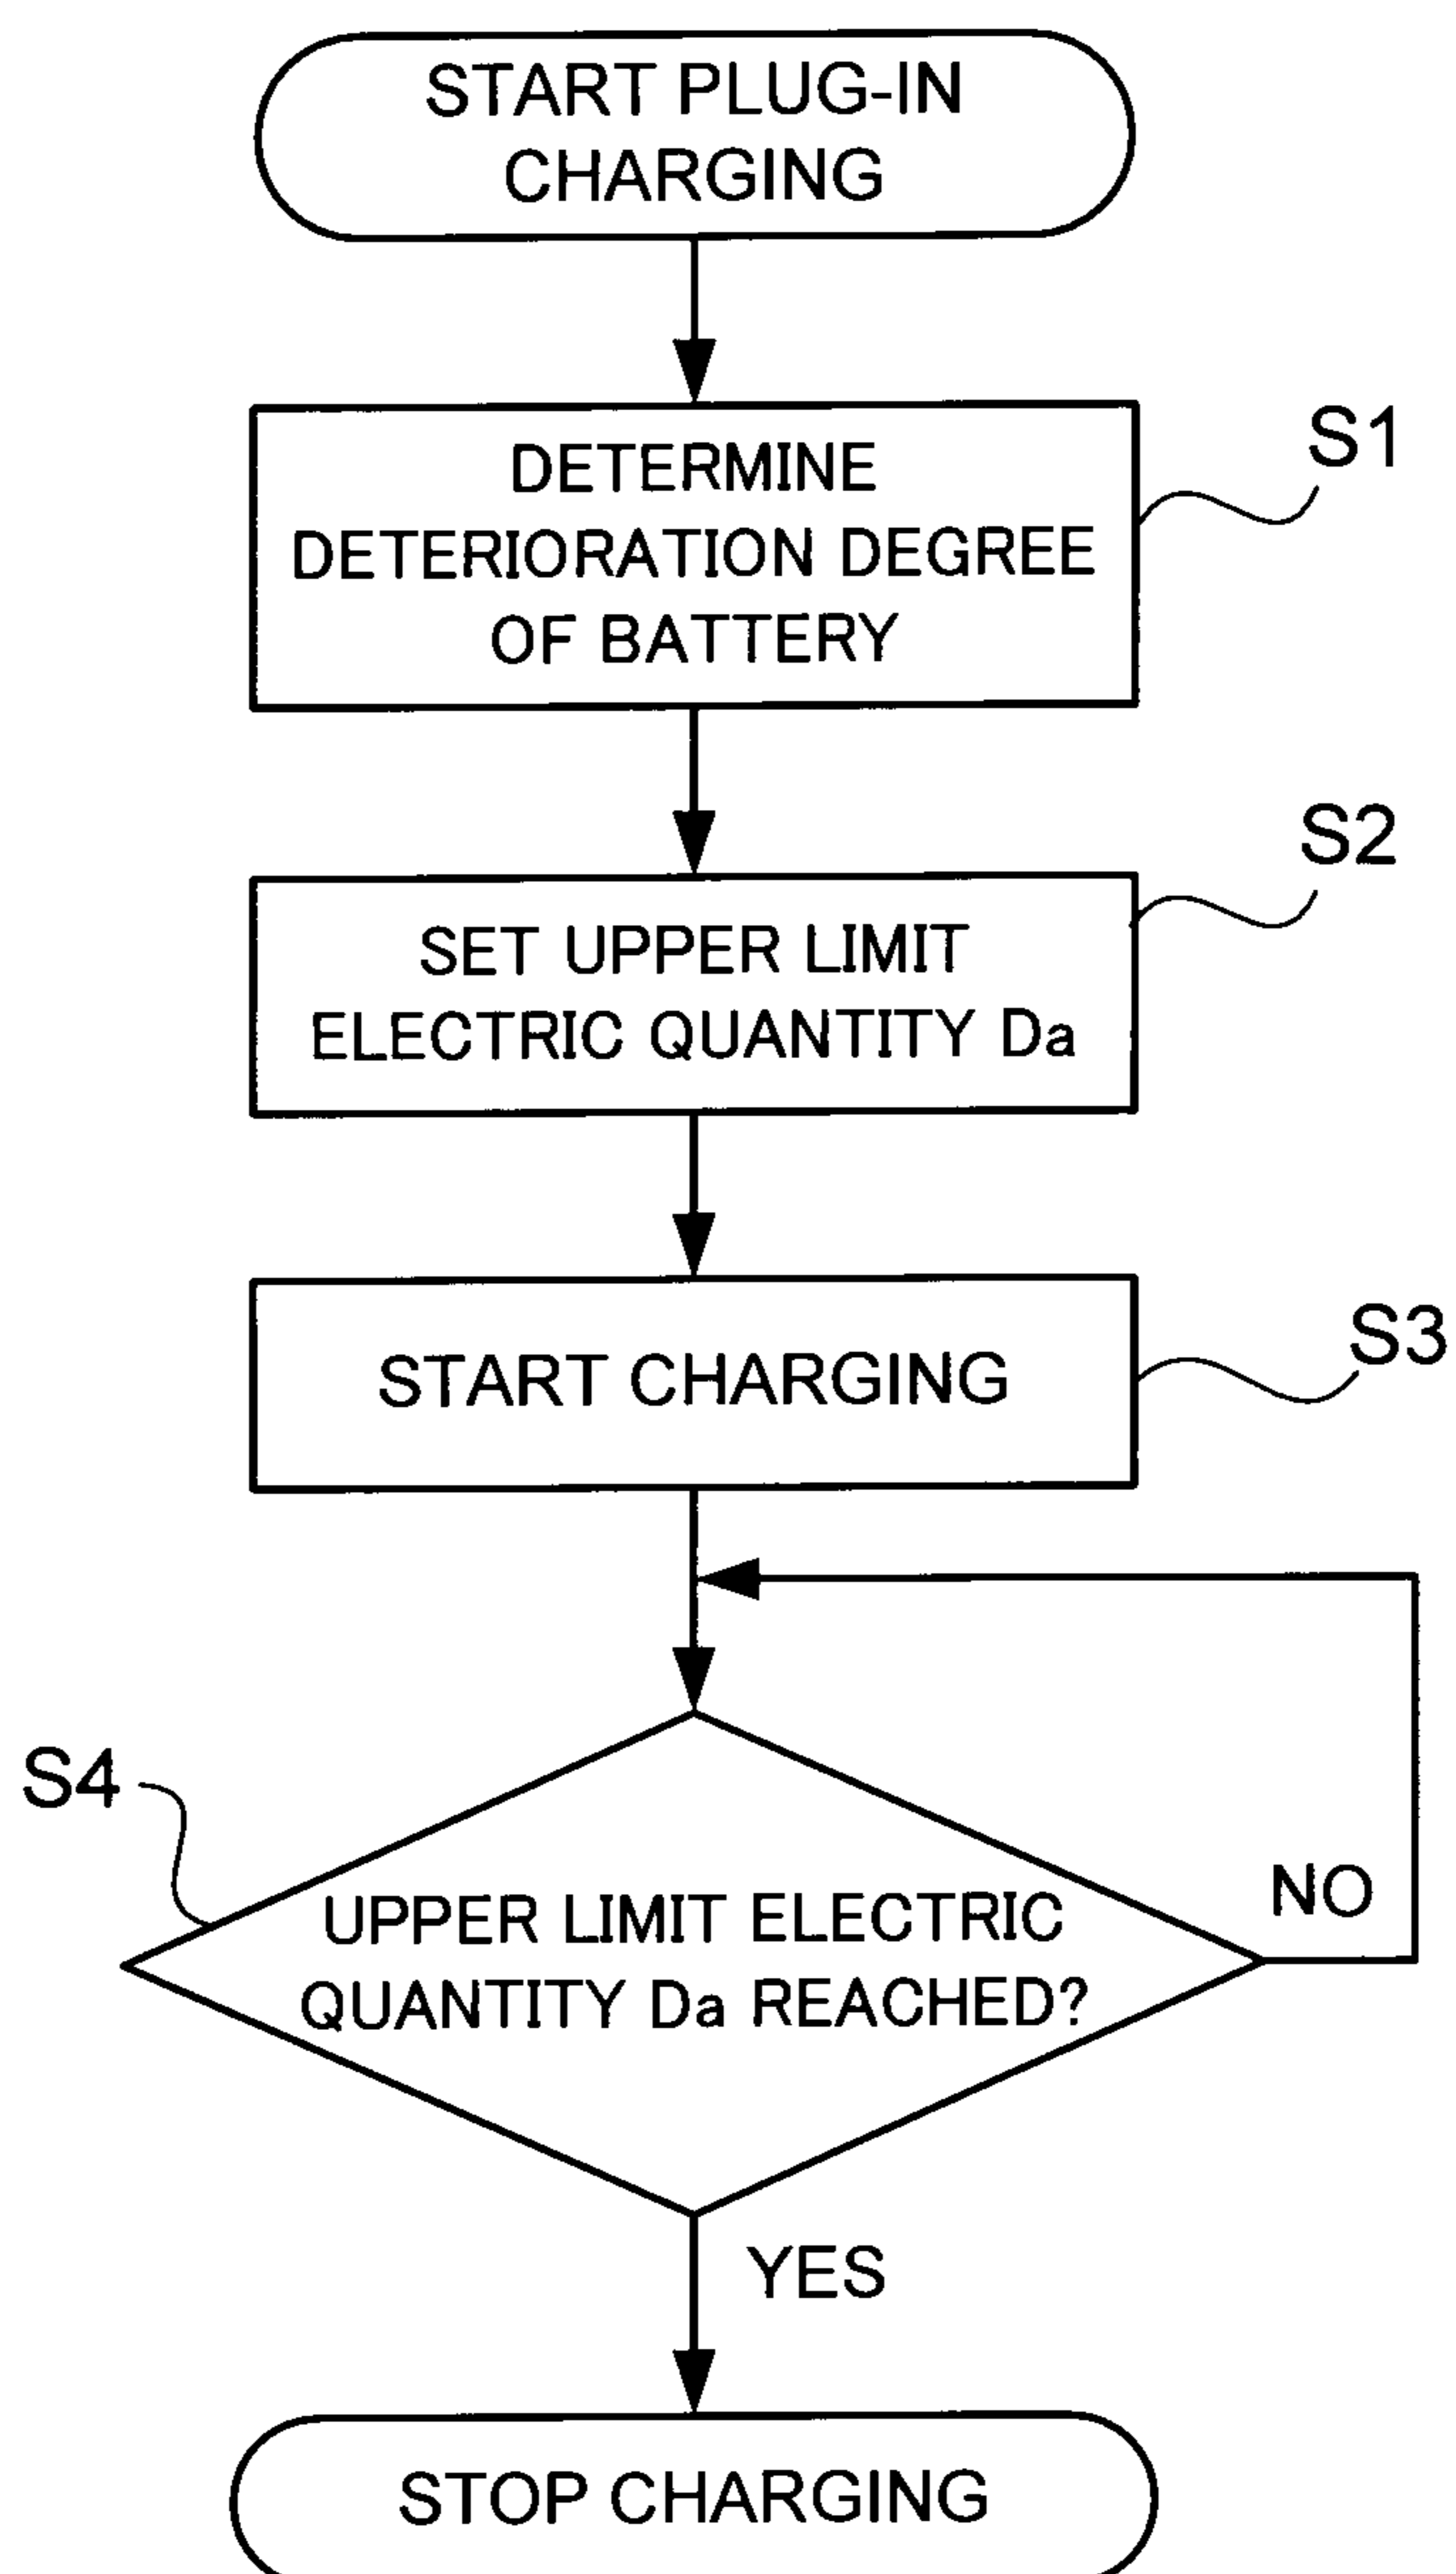 START PLUG-IN
CHARGING
S1
DETERMINE
DETERIORATION DEGREE
OF BATTERY
S2
SET UPPER LIMIT
ELECTRIC QUANTITY Da
S3
START CHARGING
S4
UPPER LIMIT ELECTRIC
QUANTITY Da REACHED?
NO
YES
STOP CHARGING